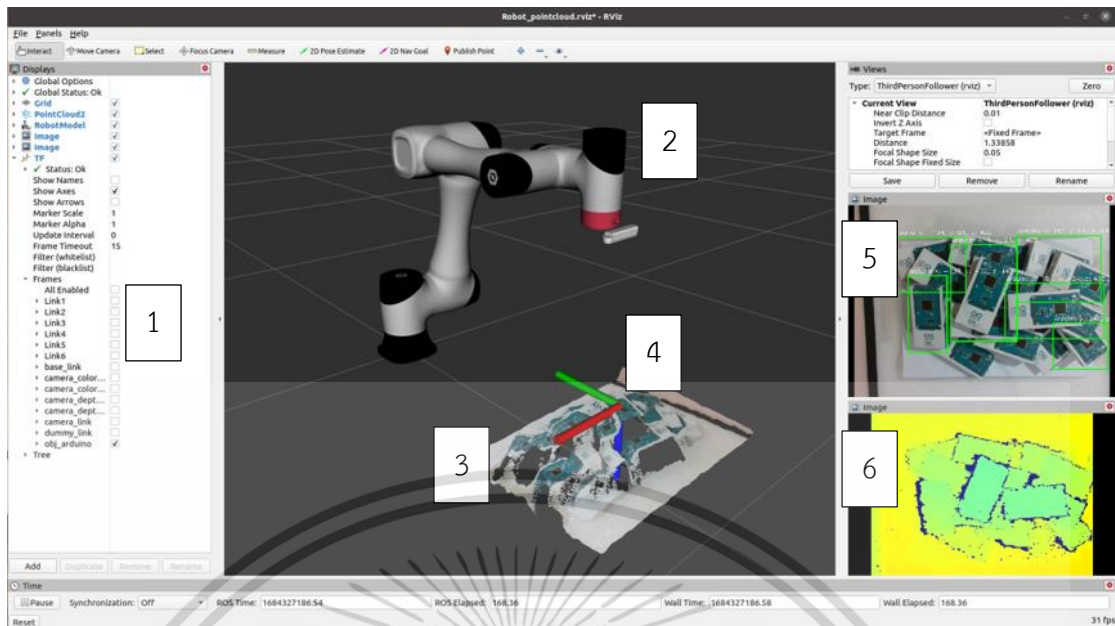 Robot_pointcloud.rviz* - RViz
File Panels Help
Interact Move Camera Select Focus Camera Measure 2D Pose Estimate 2D Nav Goal Publish Point
Displays
Global Options
Global Status: Ok
Grid
PointCloud2
RobotModel
Image
Image
TF
Status: Ok
Show Names
Show Axes
Show Arrows
Marker Scale 1
Marker Alpha 1
Update Interval 0
Frame Timeout 15
Filter (whitelist)
Filter (blacklist)
Frames
All Enabled
Link1
Link2
Link3
Link4
Link5
Link6
base_link
camera_color...
camera_color...
camera_dept...
camera_dept...
camera_link
dummy_link
obj_arduino
Tree
Add Duplicate Remove Rename
1
2
3
4
Views
Type: ThirdPersonFollower (rviz) Zero
Current View ThirdPersonFollower (rviz)
Near Clip Distance 0.01
Invert Z Axis
Target Frame <Fixed Frame>
Distance 1.33858
Focal Shape Size 0.05
Focal Shape Fixed Size
Save Remove Rename
Image
5
Image
6
Time
Pause Synchronization: Off ROS Time: 1684327186.54 ROS Elapsed: 168.36 Wall Time: 1684327186.58 Wall Elapsed: 168.36
Reset 31 fps